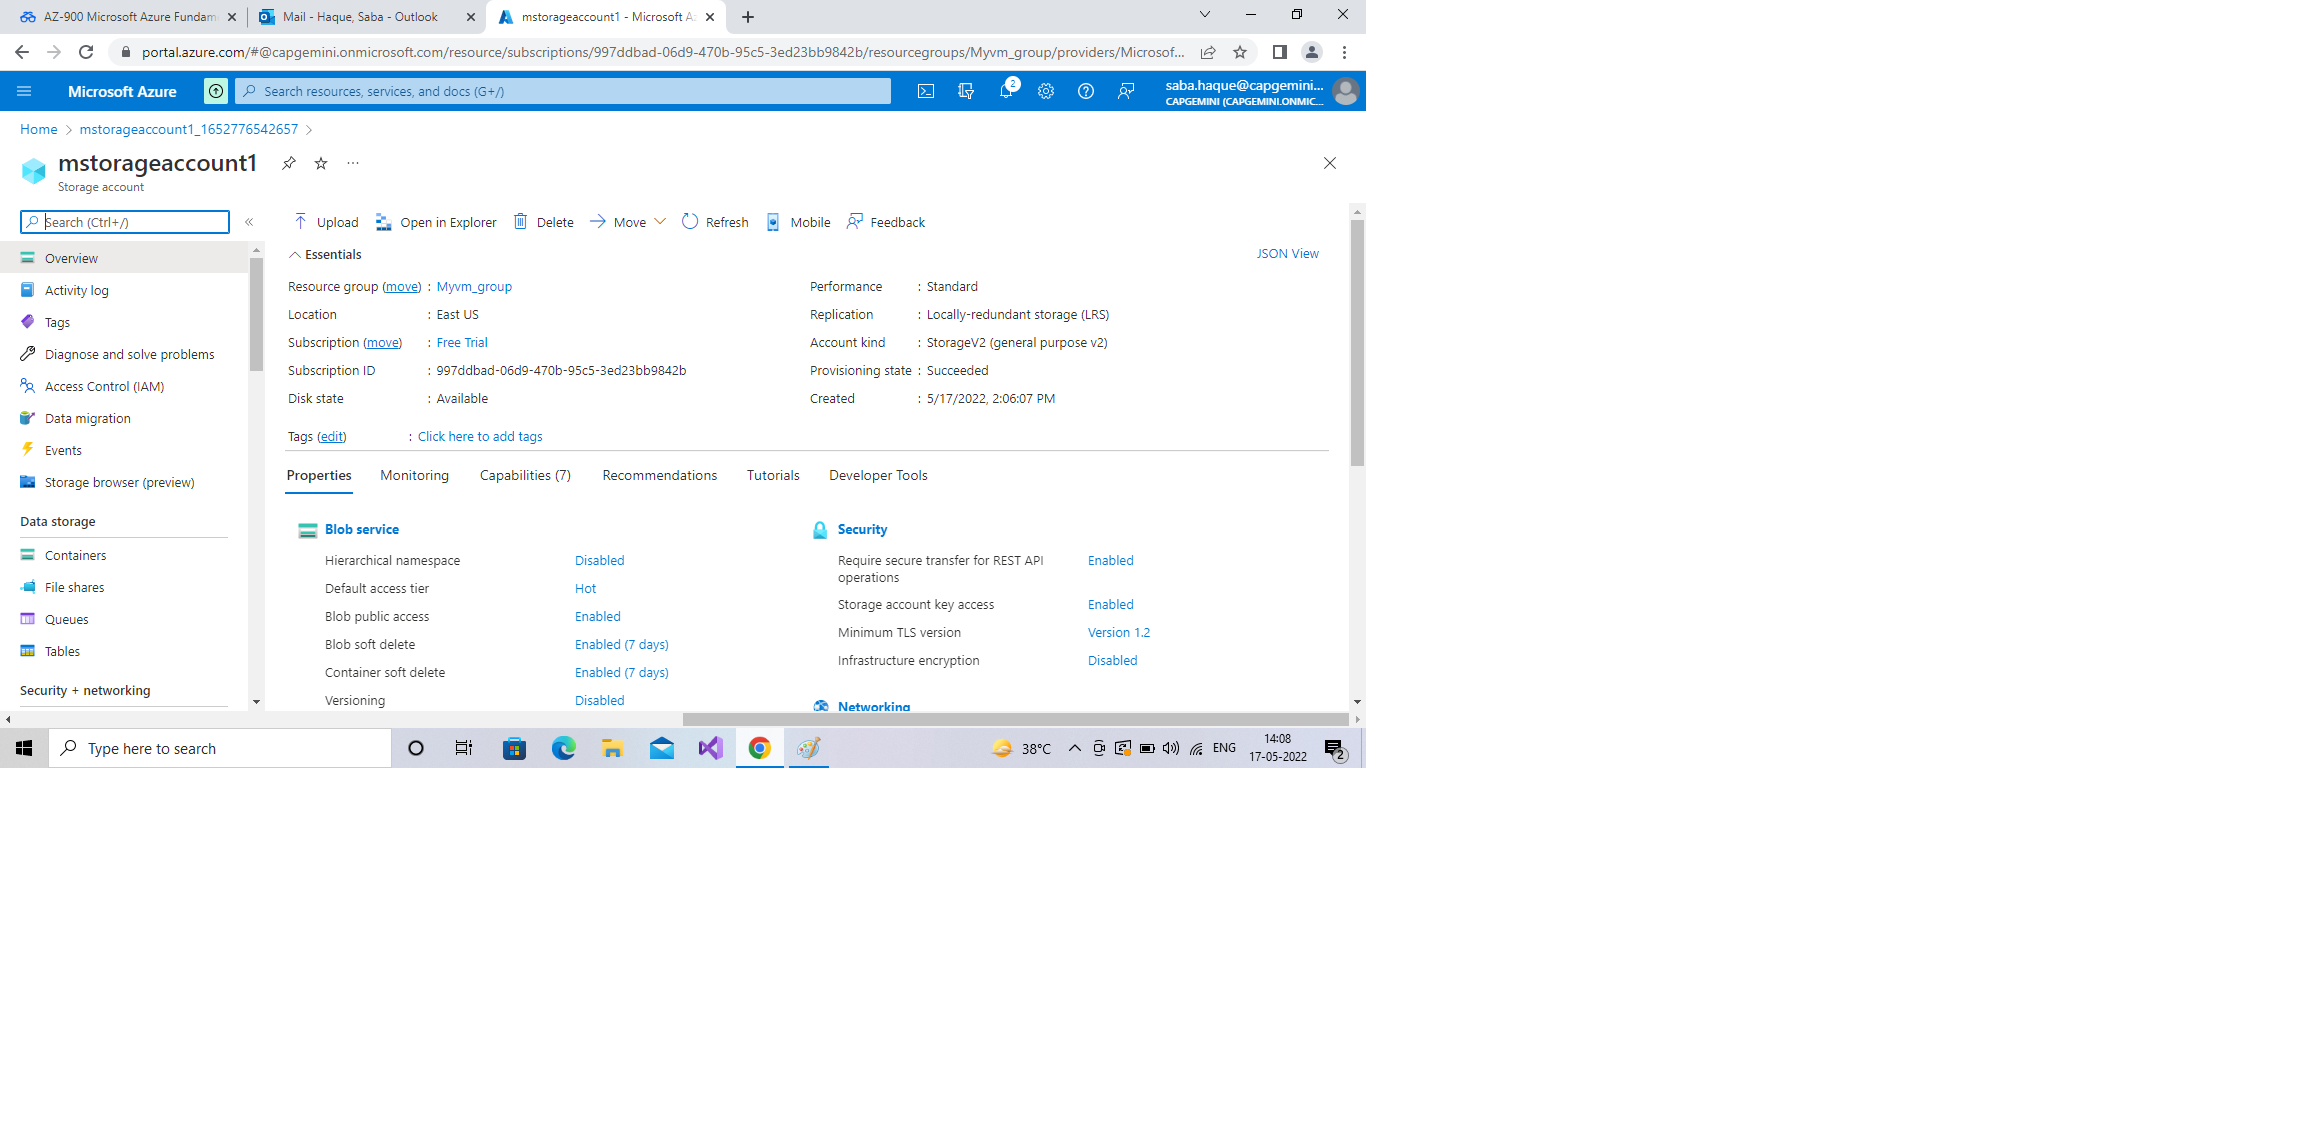 AZ-900 Microsoft Azure Fundam
Mail - Haque, Saba - Outlook
mstorageaccount1 - Microsoft A
portal.azure.com/#@capgemini.onmicrosoft.com/resource/subscriptions/997ddbad-06d9-470b-95c5-3ed23bb9842b/resourcegroups/Myvm_group/providers/Microsof...
Microsoft Azure
Search resources, services, and docs (G+/)
2
saba.haque@capgemini...
CAPGEMINI (CAPGEMINI.ONMIC...
Home > mstorageaccount1_1652776542657 >
mstorageaccount1
...
Storage account
Search (Ctrl+/)
«
Overview
Activity log
Tags
Diagnose and solve problems
Access Control (IAM)
Data migration
Events
Storage browser (preview)
Data storage
Containers
File shares
Queues
Tables
Security + networking
Upload Open in Explorer Delete Move Refresh Mobile Feedback
Essentials
JSON View
Resource group (move) : Myvm_group
Location : East US
Subscription (move) : Free Trial
Subscription ID : 997ddbad-06d9-470b-95c5-3ed23bb9842b
Disk state : Available
Performance : Standard
Replication : Locally-redundant storage (LRS)
Account kind : StorageV2 (general purpose v2)
Provisioning state : Succeeded
Created : 5/17/2022, 2:06:07 PM
Tags (edit) : Click here to add tags
Properties Monitoring Capabilities (7) Recommendations Tutorials Developer Tools
Blob service
Hierarchical namespace Disabled
Default access tier Hot
Blob public access Enabled
Blob soft delete Enabled (7 days)
Container soft delete Enabled (7 days)
Versioning Disabled
Security
Require secure transfer for REST API Enabled
operations
Storage account key access Enabled
Minimum TLS version Version 1.2
Infrastructure encryption Disabled
Networking
Type here to search
38°C
ENG
14:08
17-05-2022
2